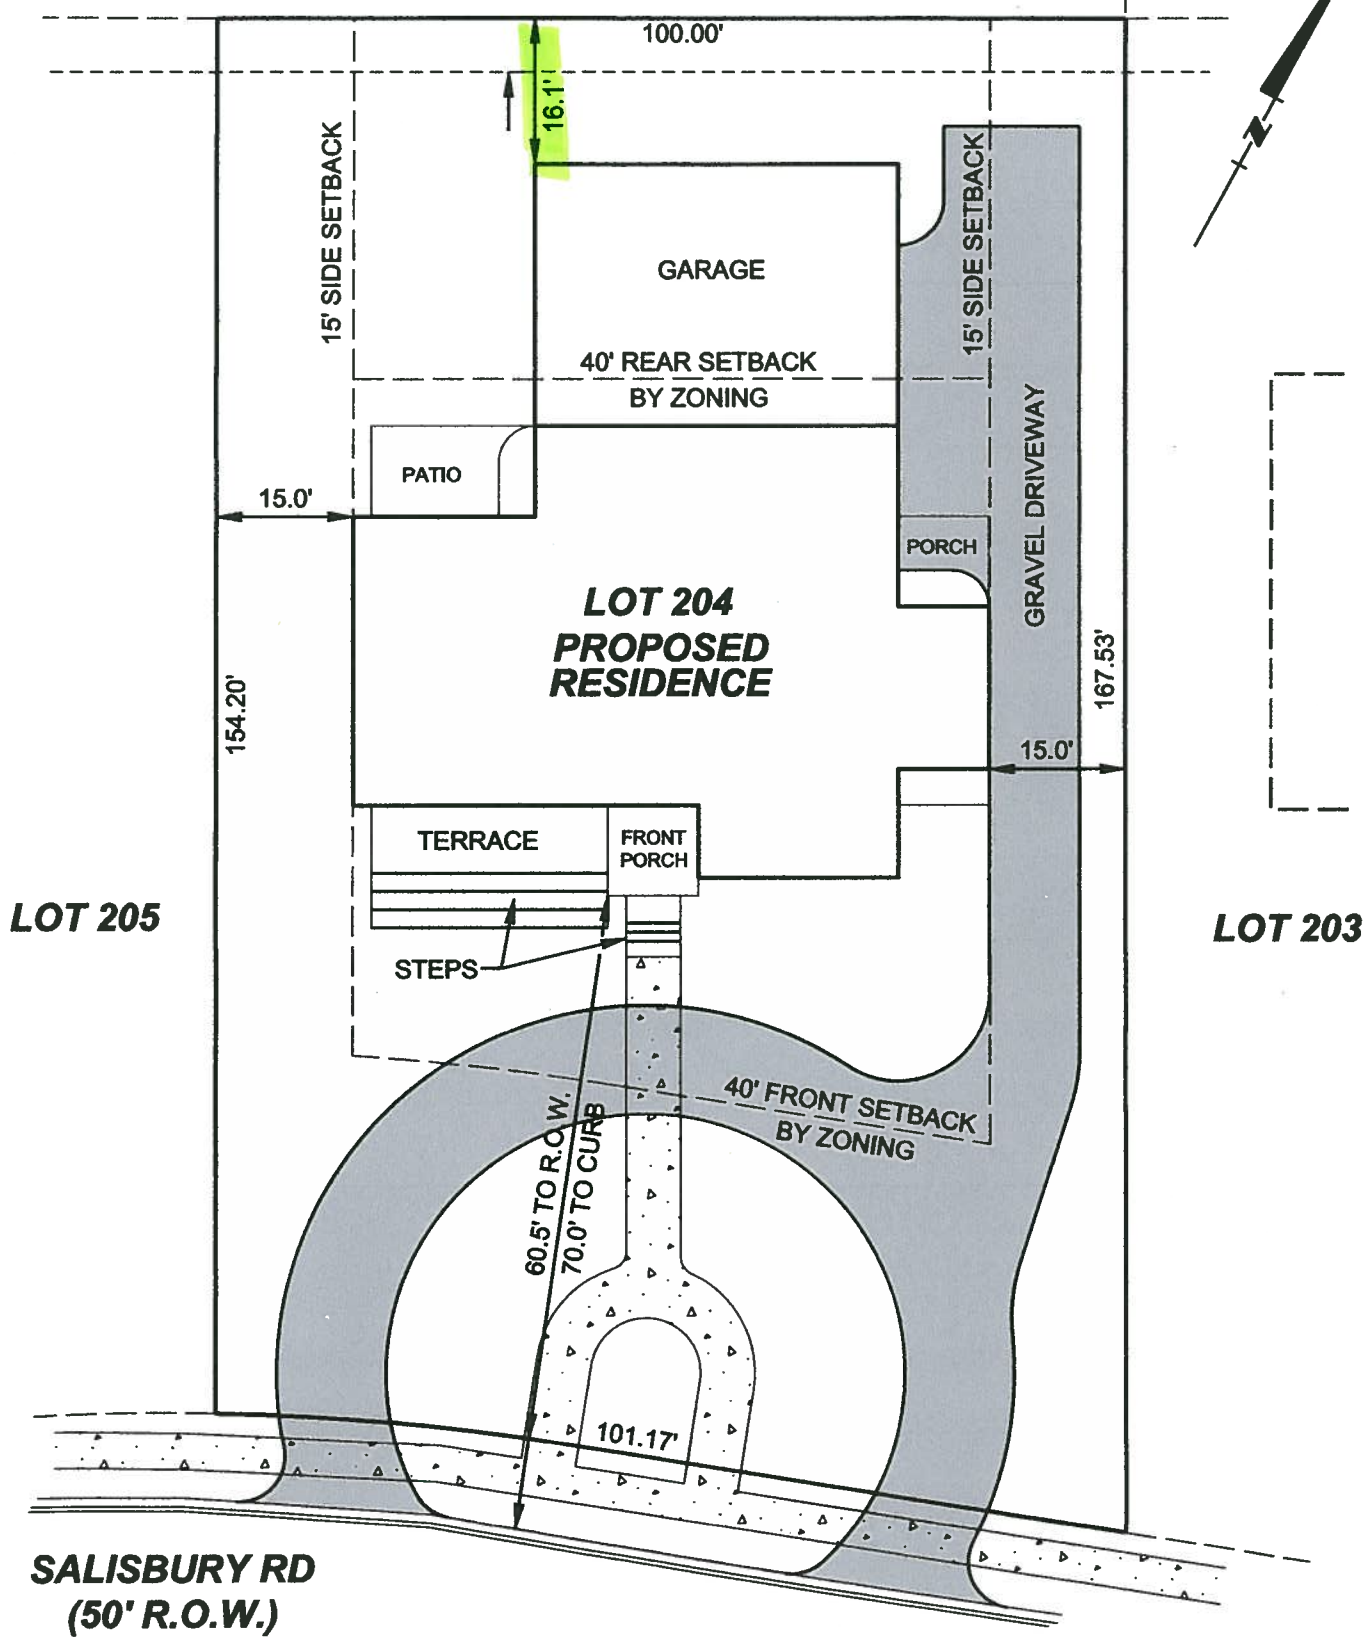 100.00'
16.1'
N
15' SIDE SETBACK
15' SIDE SETBACK
GARAGE
40' REAR SETBACK
BY ZONING
GRAVEL DRIVEWAY
PATIO
15.0'
PORCH
LOT 204
PROPOSED
RESIDENCE
154.20'
167.53'
15.0'
TERRACE
FRONT
PORCH
LOT 205
LOT 203
STEPS
40' FRONT SETBACK
BY ZONING
60.5' TO R.O.W.
70.0' TO CURB
101.17'
SALISBURY RD
(50' R.O.W.)